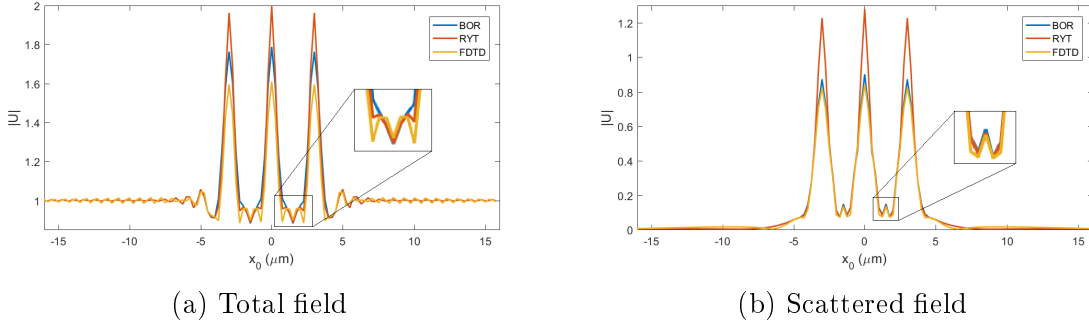 2
1.8
1.6
1.4
1.2
1
|U|
-15
-10
-5
0
5
10
15
x0 (μm)
BOR
RYT
FDTD
(a) Total field
1.2
1
0.8
0.6
0.4
0.2
0
|U|
-15
-10
-5
0
5
10
15
x0 (μm)
BOR
RYT
FDTD
(b) Scattered field